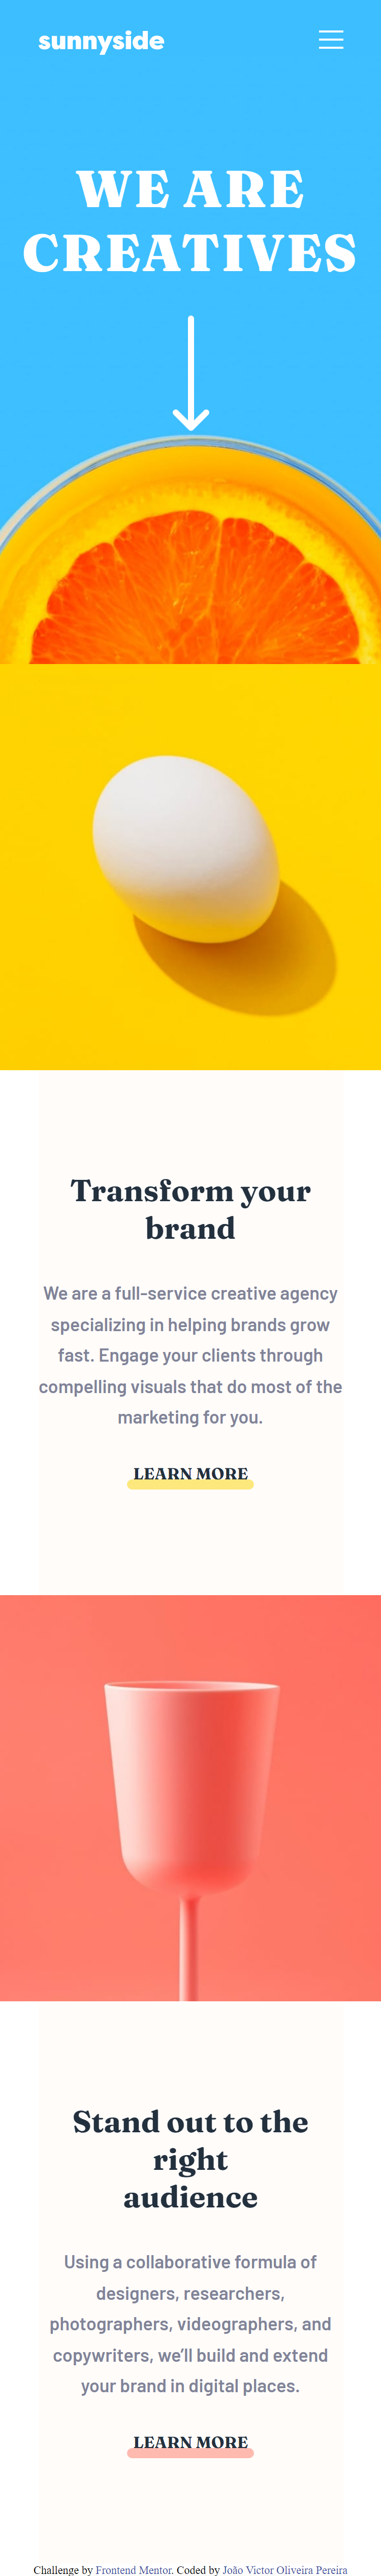 sunnyside
WE ARE
CREATIVES
Transform your
brand
We are a full-service creative agency
specializing in helping brands grow
fast. Engage your clients through
compelling visuals that do most of the
marketing for you.
LEARN MORE
Stand out to the
right
audience
Using a collaborative formula of
designers, researchers,
photographers, videographers, and
copywriters, we’ll build and extend
your brand in digital places.
LEARN MORE
Challenge by Frontend Mentor. Coded by João Victor Oliveira Pereira